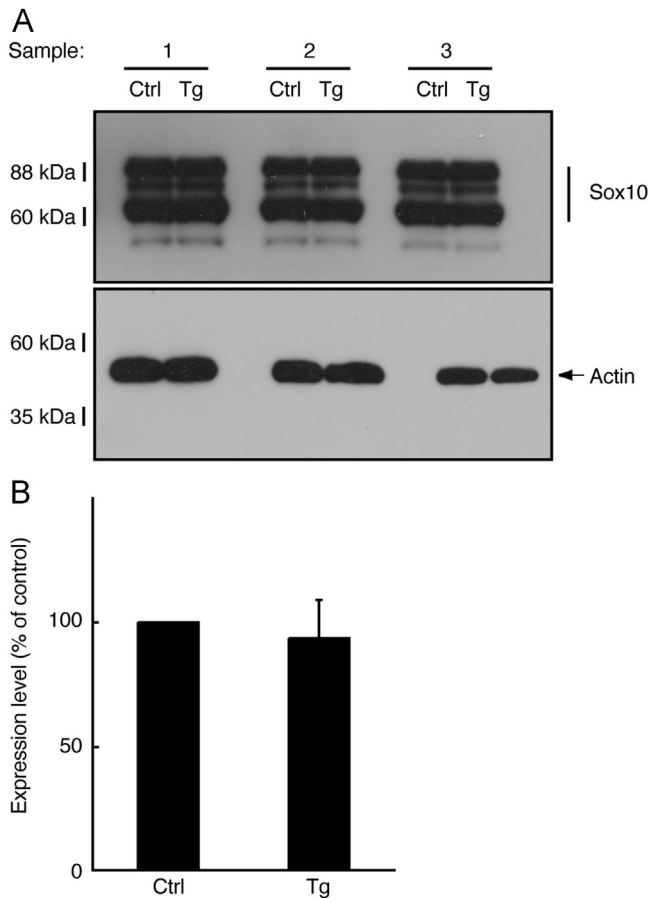 A
Sample: 1 2 3
Ctrl Tg Ctrl Tg Ctrl Tg
88 kDa
60 kDa
Sox10
60 kDa
Actin
35 kDa
B
Expression level (% of control)
100
50
0
Ctrl Tg